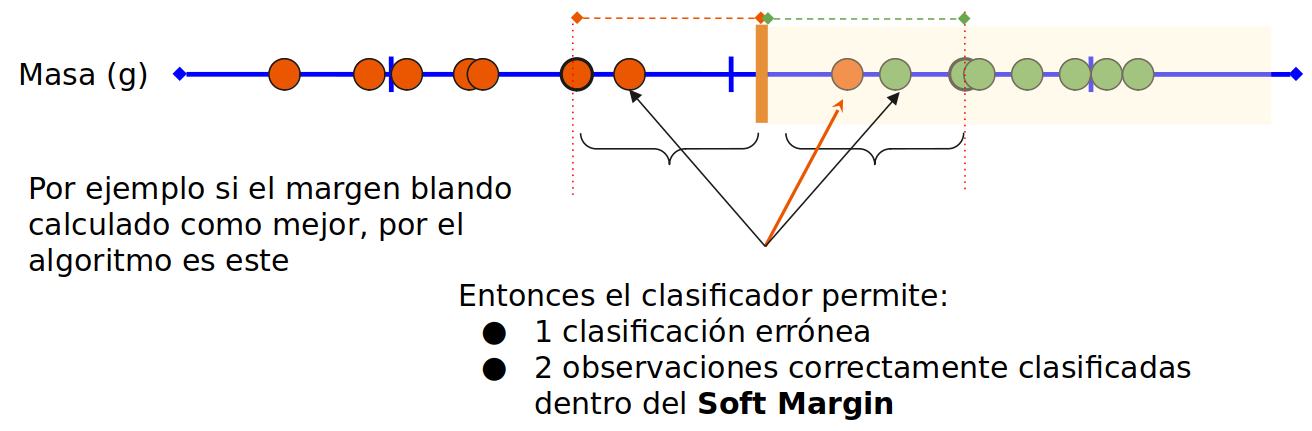 Masa (g)
Por ejemplo si el margen blando
calculado como mejor, por el
algoritmo es este
Entonces el clasificador permite:
● 1 clasificación errónea
● 2 observaciones correctamente clasificadas
dentro del Soft Margin